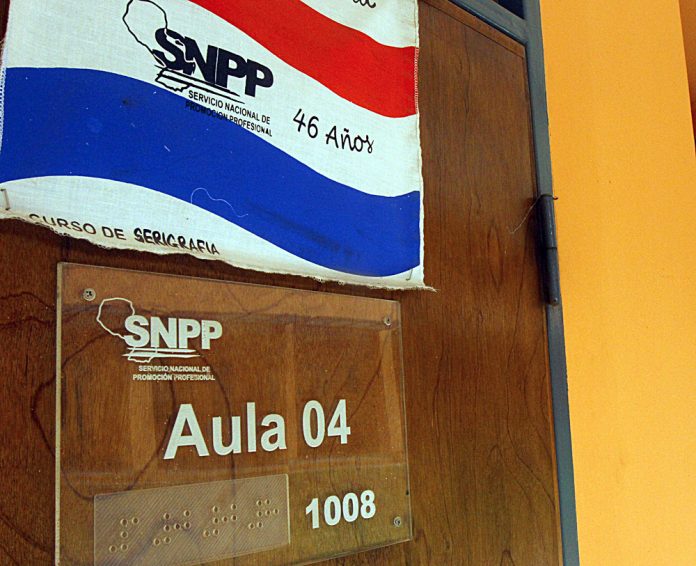 SNPP
SERVICIO NACIONAL DE
PROMOCIÓN PROFESIONAL
46 Años
CURSO DE SERIGRAFIA
SNPP
SERVICIO NACIONAL DE
PROMOCIÓN PROFESIONAL
Aula 04
1008